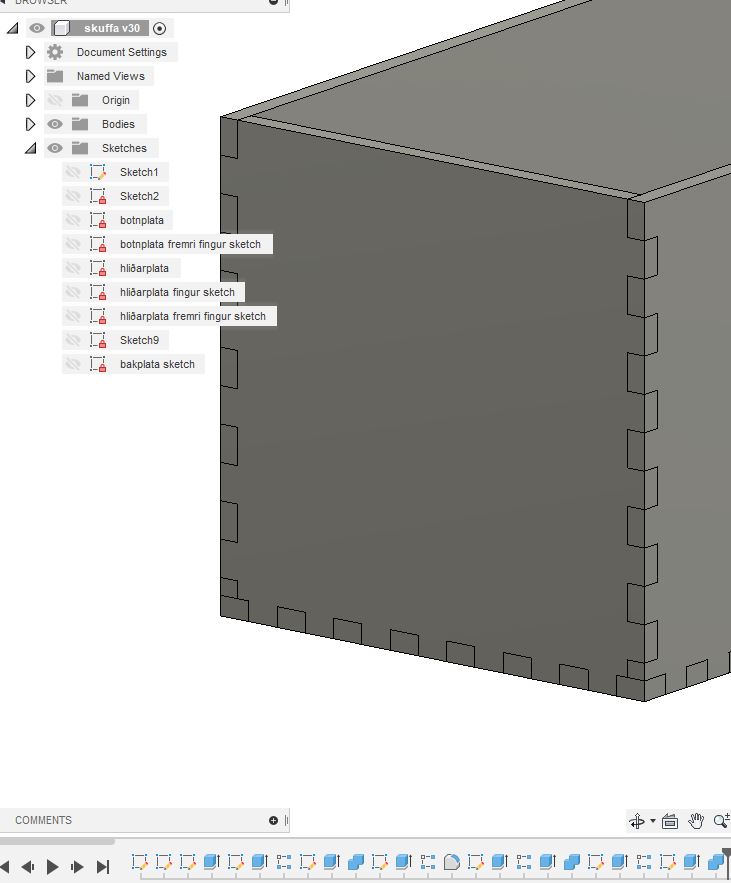 BROWSER
skuffa v30
Document Settings
Named Views
Origin
Bodies
Sketches
Sketch1
Sketch2
botnplata
botnplata fremri fingur sketch
hliðarplata
hliðarplata fingur sketch
hliðarplata fremri fingur sketch
Sketch9
bakplata sketch
COMMENTS